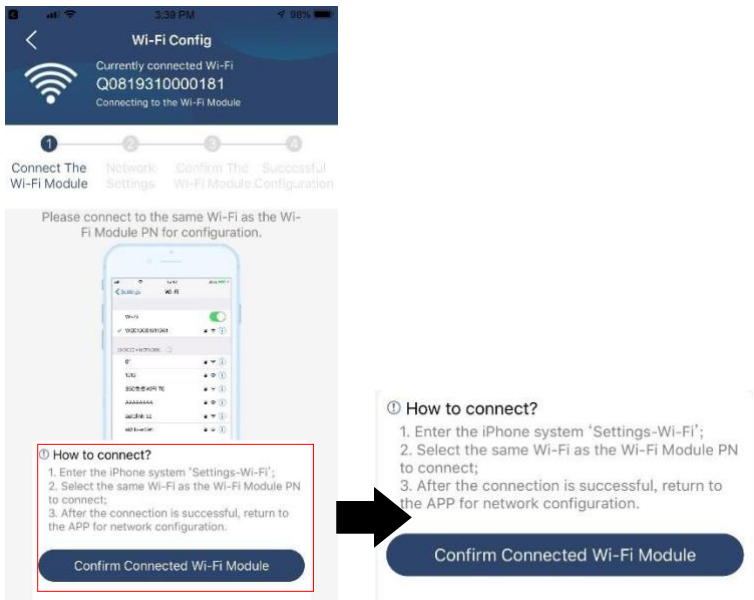 3:39 PM
98%
Wi-Fi Config
Currently connected Wi-Fi
Q0819310000181
Connecting to the Wi-Fi Module
1 2 3 4
Connect The Network Confirm The Successful
Wi-Fi Module Settings Wi-Fi Module Configuration
Please connect to the same Wi-Fi as the Wi-
Fi Module PN for configuration.
Settings Wi-Fi
Wi-Fi
① How to connect?
1. Enter the iPhone system ‘Settings-Wi-Fi’;
2. Select the same Wi-Fi as the Wi-Fi Module PN
to connect;
3. After the connection is successful, return to
the APP for network configuration.
Confirm Connected Wi-Fi Module
① How to connect?
1. Enter the iPhone system ‘Settings-Wi-Fi’;
2. Select the same Wi-Fi as the Wi-Fi Module PN
to connect;
3. After the connection is successful, return to
the APP for network configuration.
Confirm Connected Wi-Fi Module